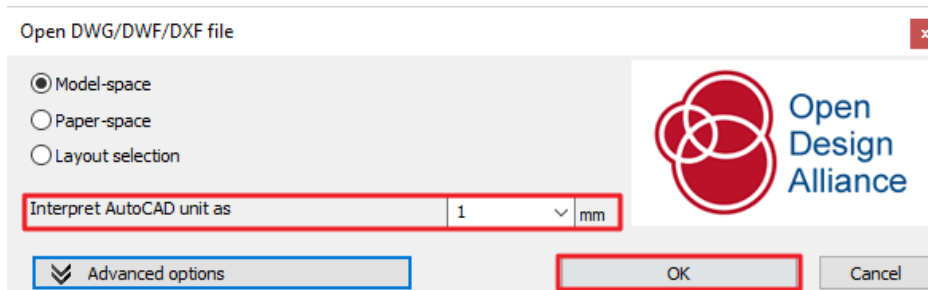 Open DWG/DWF/DXF file
x
Model-space
Paper-space
Layout selection
Open
Design
Alliance
Interpret AutoCAD unit as 1 mm
Advanced options OK Cancel